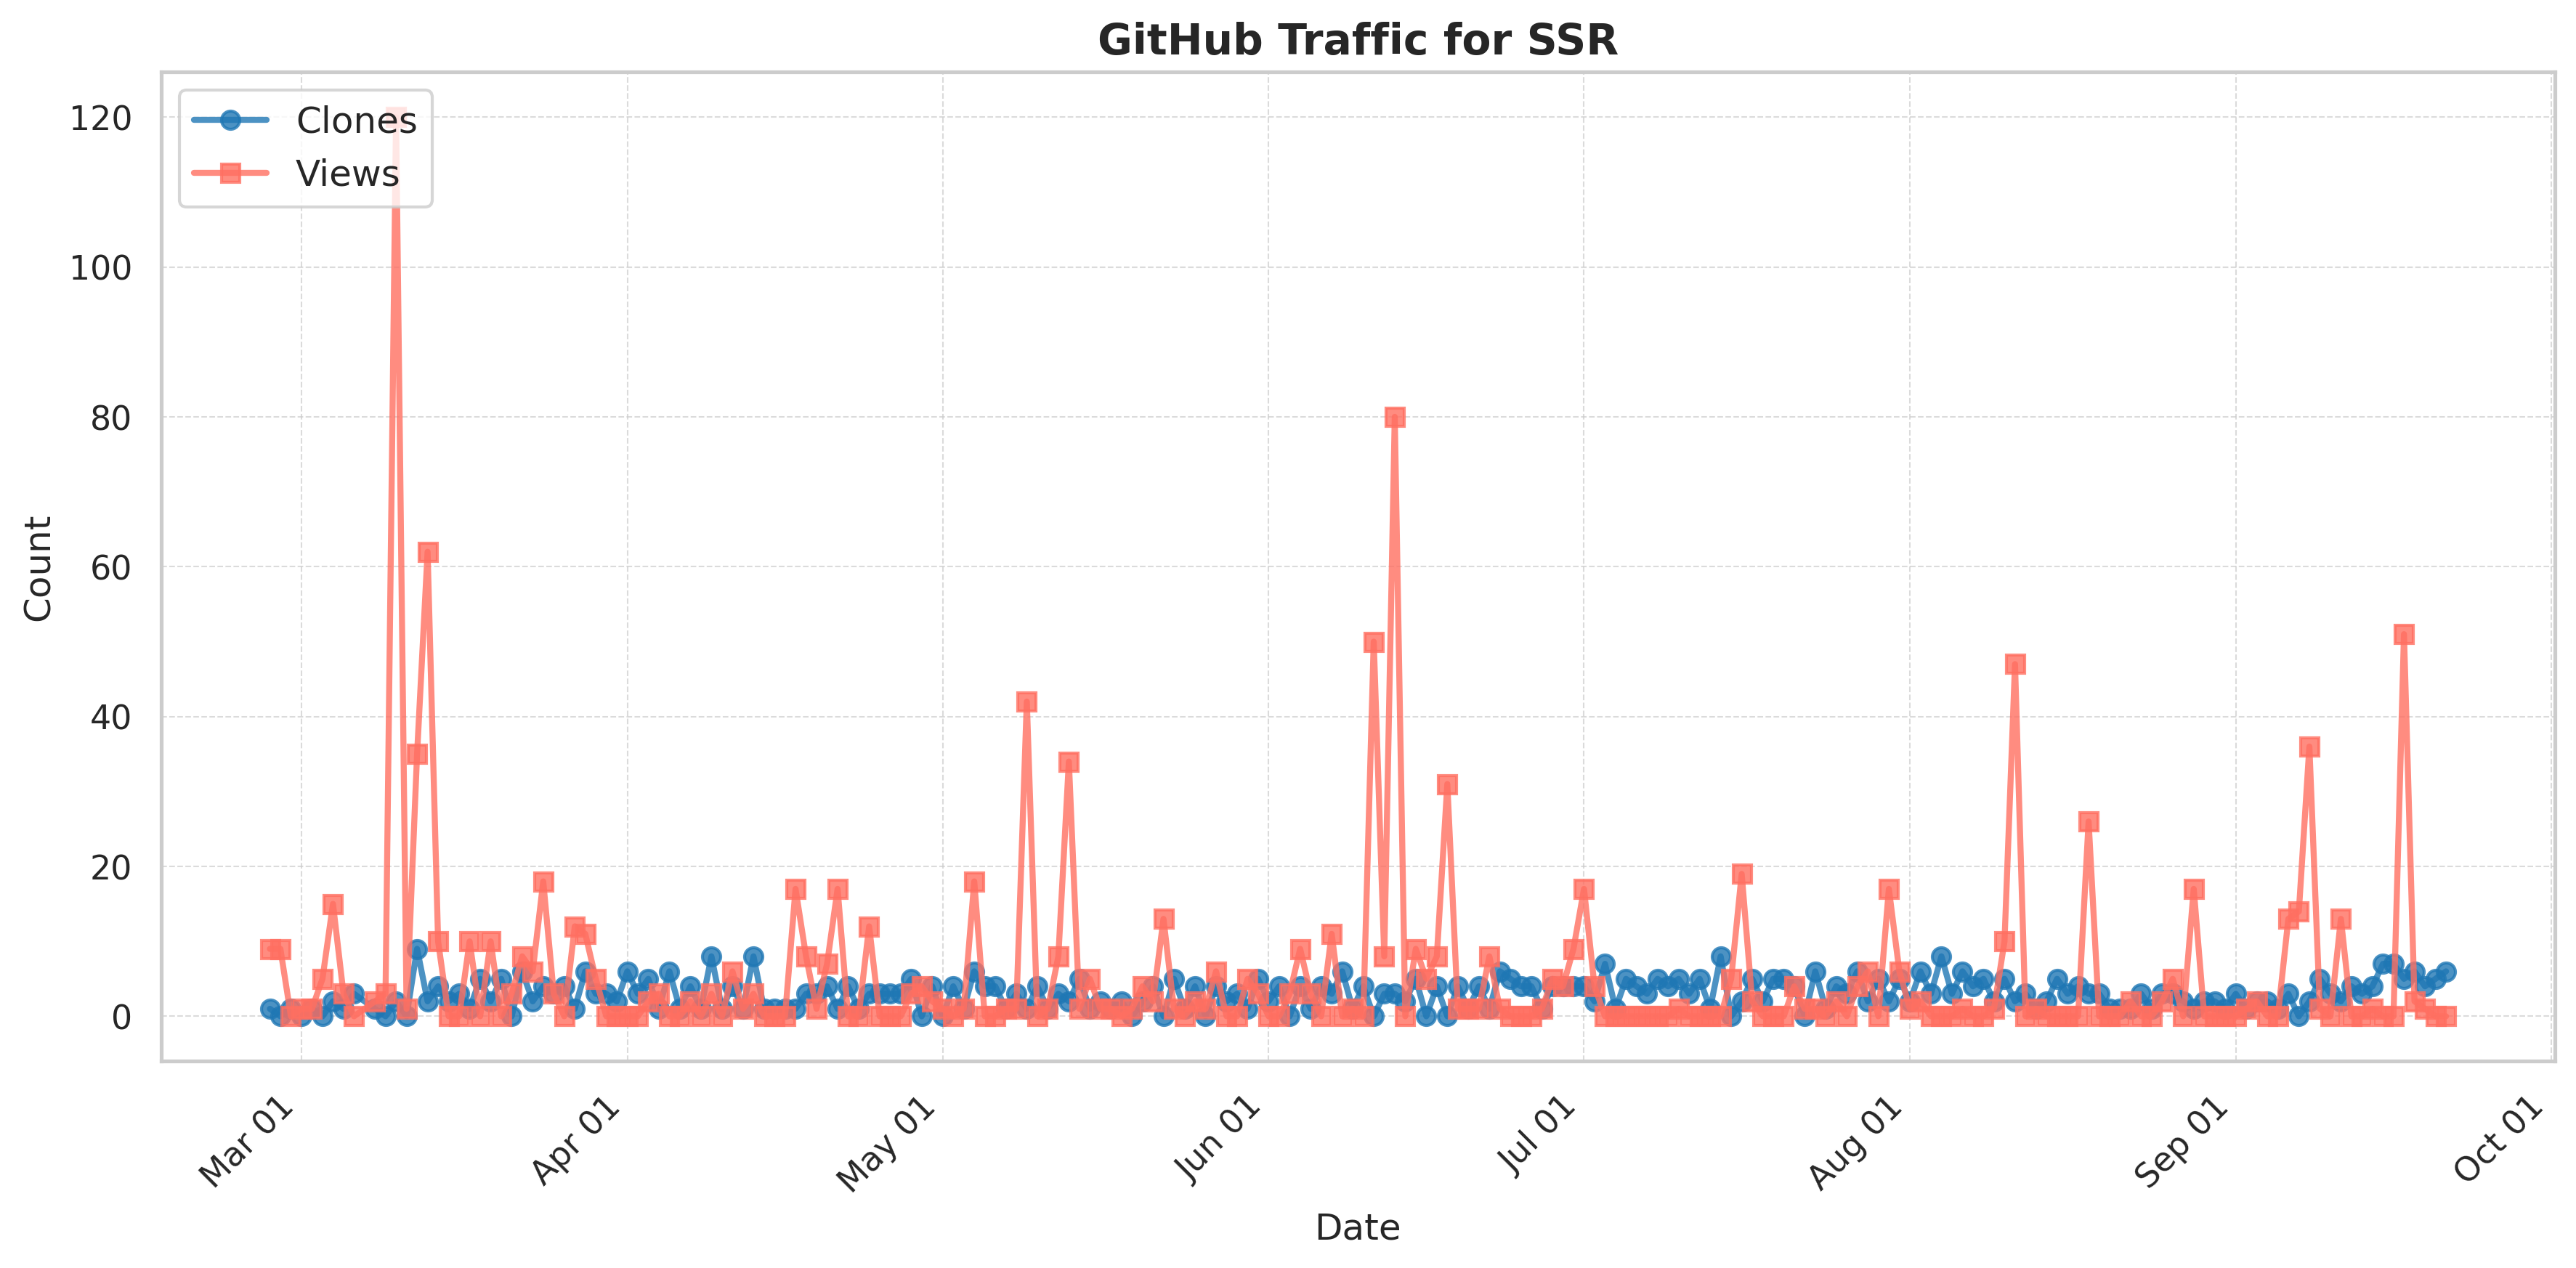 GitHub Traffic for SSR
Clones
Views
120
100
80
60
40
20
0
Count
Mar 01
Apr 01
May 01
Jun 01
Jul 01
Aug 01
Sep 01
Oct 01
Date